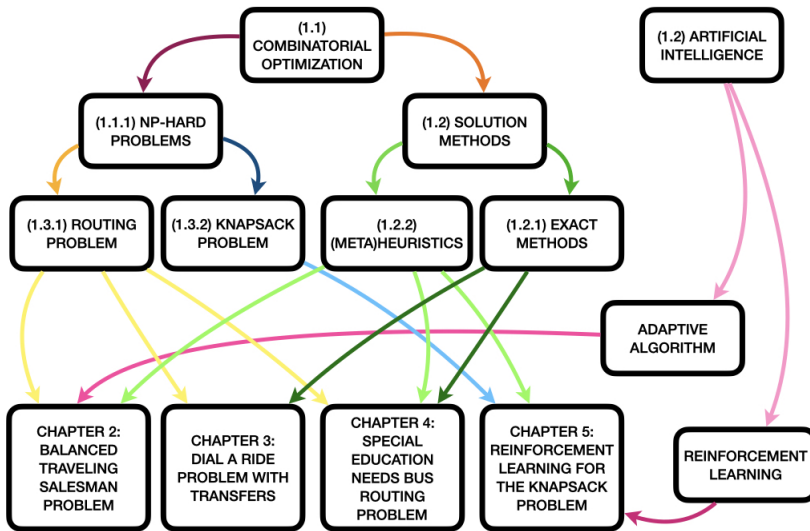 (1.1)
COMBINATORIAL
OPTIMIZATION
(1.2) ARTIFICIAL
INTELLIGENCE
(1.1.1) NP-HARD
PROBLEMS
(1.2) SOLUTION
METHODS
(1.3.1) ROUTING
PROBLEM
(1.3.2) KNAPSACK
PROBLEM
(1.2.2)
(META)HEURISTICS
(1.2.1) EXACT
METHODS
ADAPTIVE
ALGORITHM
CHAPTER 2:
BALANCED
TRAVELING
SALESMAN
PROBLEM
CHAPTER 3:
DIAL A RIDE
PROBLEM WITH
TRANSFERS
CHAPTER 4:
SPECIAL
EDUCATION
NEEDS BUS
ROUTING
PROBLEM
CHAPTER 5:
REINFORCEMENT
LEARNING FOR
THE KNAPSACK
PROBLEM
REINFORCEMENT
LEARNING